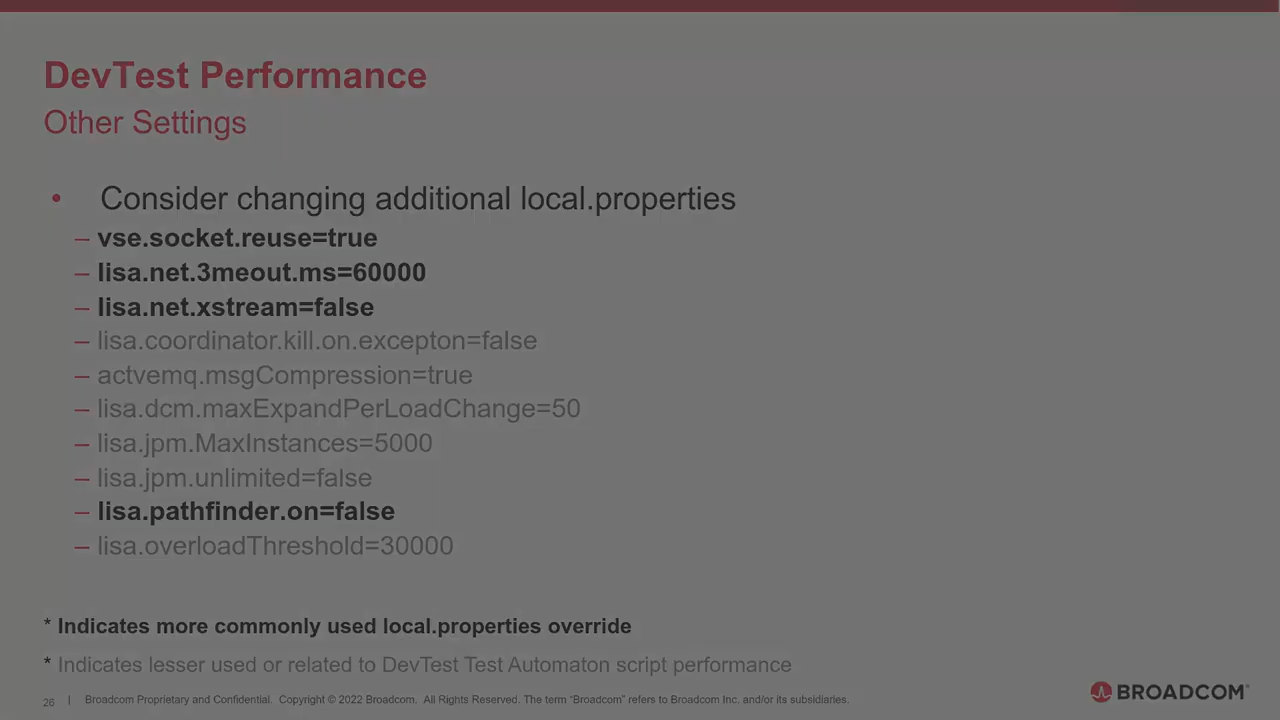 DevTest Performance
Other Settings
• Consider changing additional local.properties
– vse.socket.reuse=true
– lisa.net.3meout.ms=60000
– lisa.net.xstream=false
– lisa.coordinator.kill.on.excepton=false
– actvemq.msgCompression=true
– lisa.dcm.maxExpandPerLoadChange=50
– lisa.jpm.MaxInstances=5000
– lisa.jpm.unlimited=false
– lisa.pathfinder.on=false
– lisa.overloadThreshold=30000
* Indicates more commonly used local.properties override
* Indicates lesser used or related to DevTest Test Automaton script performance
26 | Broadcom Proprietary and Confidential. Copyright © 2022 Broadcom. All Rights Reserved. The term “Broadcom” refers to Broadcom Inc. and/or its subsidiaries.
BROADCOM